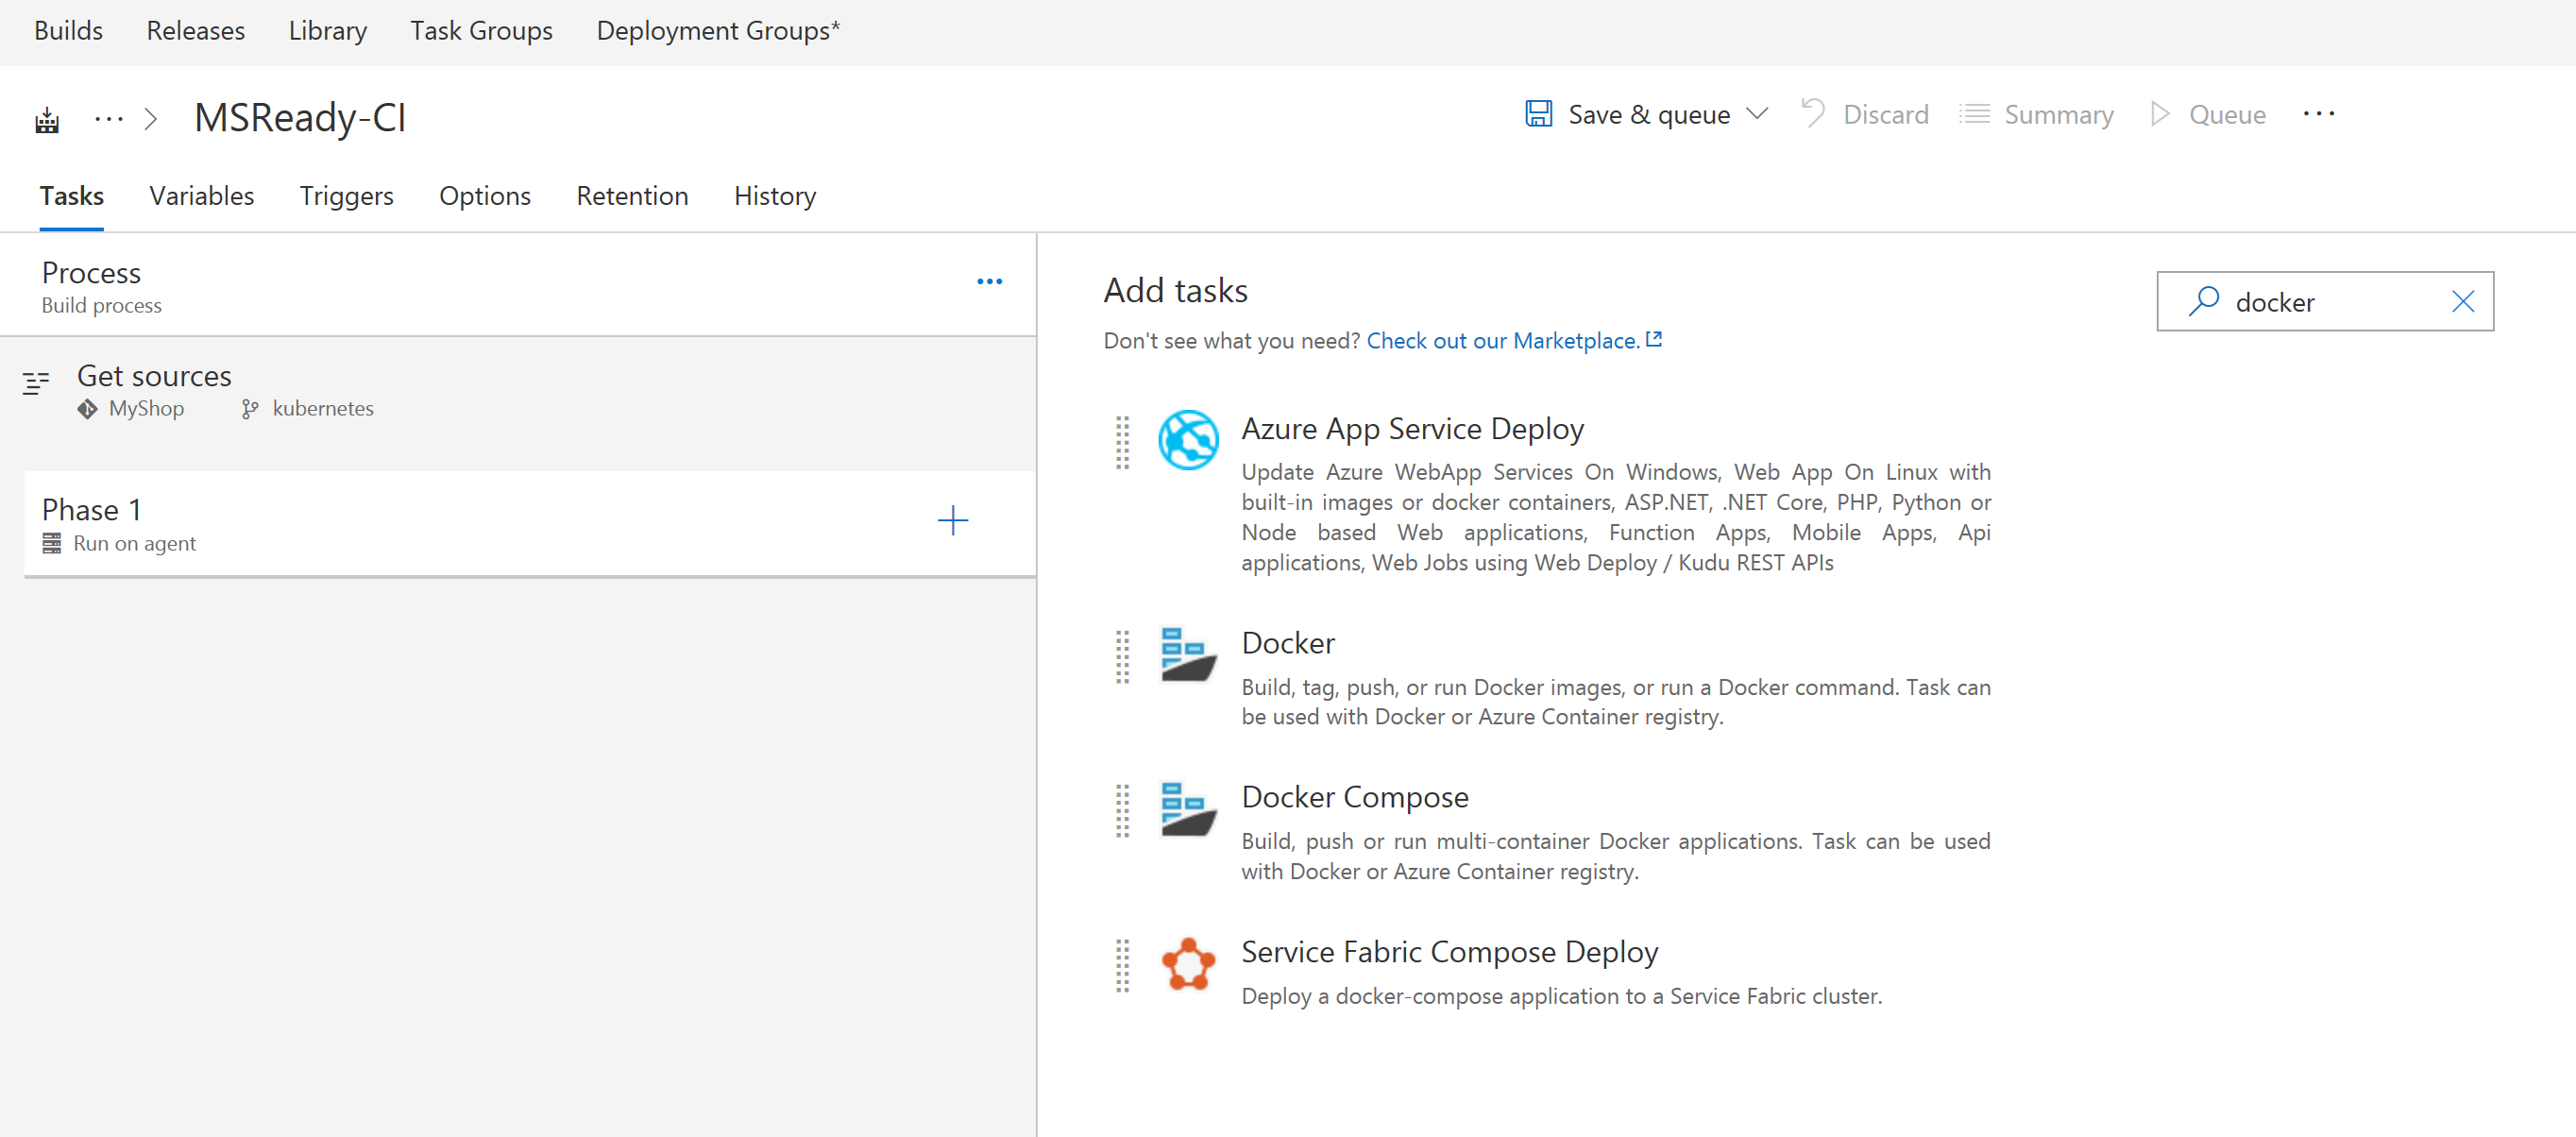 Builds Releases Library Task Groups Deployment Groups*
MSReady-CI
Save & queue Discard Summary Queue
Tasks Variables Triggers Options Retention History
Process
Build process
Get sources
MyShop kubernetes
Phase 1
Run on agent
Add tasks
docker
Don't see what you need? Check out our Marketplace.
Azure App Service Deploy
Update Azure WebApp Services On Windows, Web App On Linux with
built-in images or docker containers, ASP.NET, .NET Core, PHP, Python or
Node based Web applications, Function Apps, Mobile Apps, Api
applications, Web Jobs using Web Deploy / Kudu REST APIs
Docker
Build, tag, push, or run Docker images, or run a Docker command. Task can
be used with Docker or Azure Container registry.
Docker Compose
Build, push or run multi-container Docker applications. Task can be used
with Docker or Azure Container registry.
Service Fabric Compose Deploy
Deploy a docker-compose application to a Service Fabric cluster.